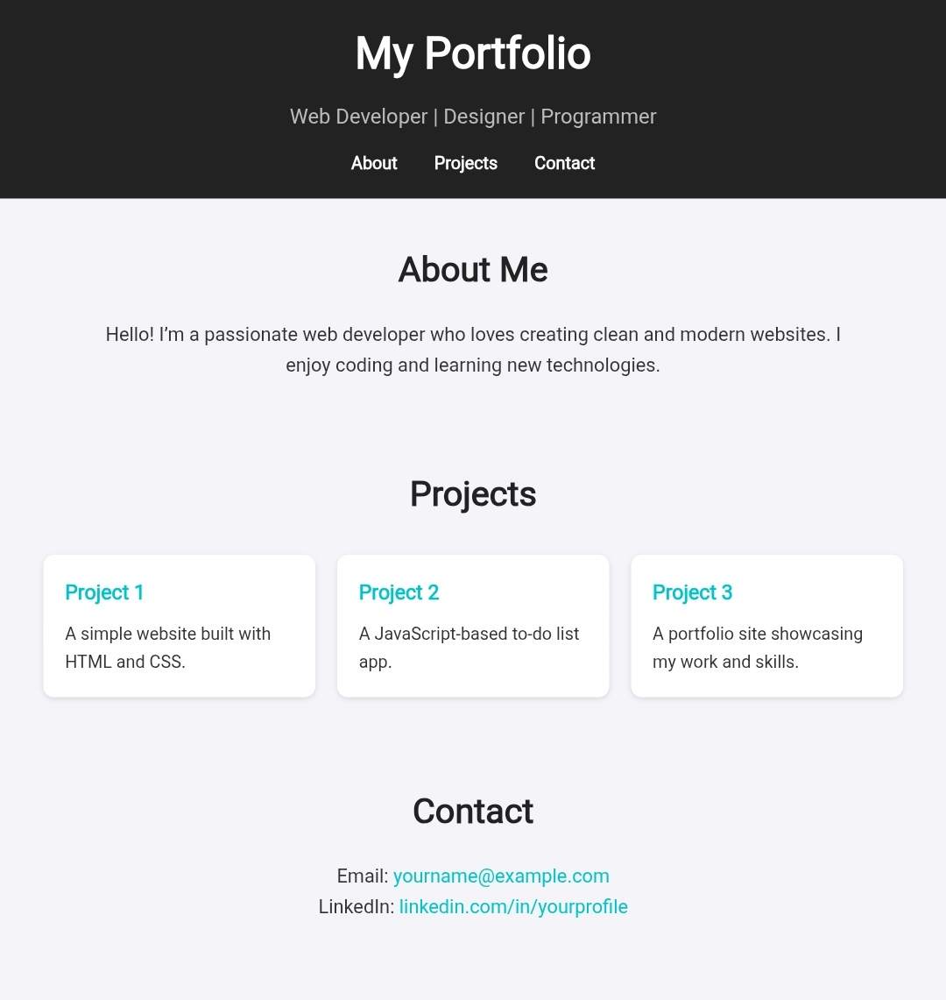 My Portfolio
Web Developer | Designer | Programmer
About Projects Contact
About Me
Hello! I’m a passionate web developer who loves creating clean and modern websites. I
enjoy coding and learning new technologies.
Projects
Project 1
A simple website built with
HTML and CSS.
Project 2
A JavaScript-based to-do list
app.
Project 3
A portfolio site showcasing
my work and skills.
Contact
Email: yourname@example.com
LinkedIn: linkedin.com/in/yourprofile